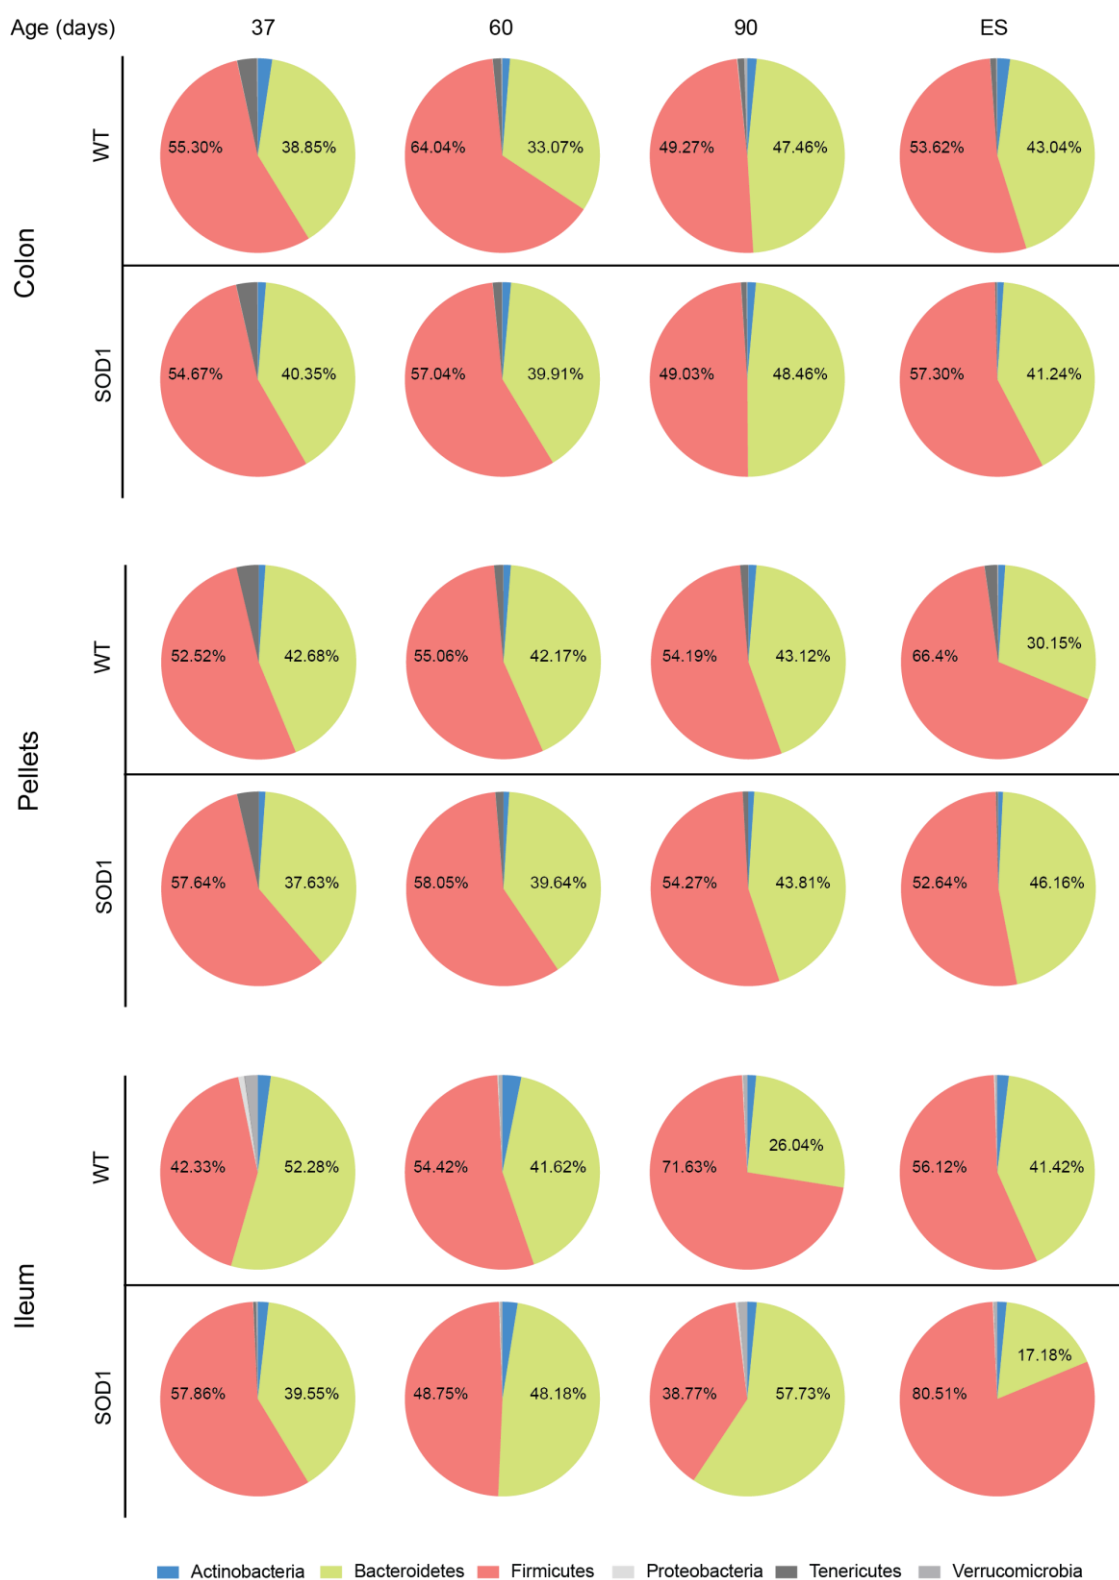 Age (days) 37 60 90 ES
Colon
WT
55.30% 38.85% 64.04% 33.07% 49.27% 47.46% 53.62% 43.04%
SOD1
54.67% 40.35% 57.04% 39.91% 49.03% 48.46% 57.30% 41.24%
Pellets
WT
52.52% 42.68% 55.06% 42.17% 54.19% 43.12% 66.4% 30.15%
SOD1
57.64% 37.63% 58.05% 39.64% 54.27% 43.81% 52.64% 46.16%
Ileum
WT
42.33% 52.28% 54.42% 41.62% 71.63% 26.04% 56.12% 41.42%
SOD1
57.86% 39.55% 48.75% 48.18% 38.77% 57.73% 80.51% 17.18%
Actinobacteria Bacteroidetes Firmicutes Proteobacteria Tenericutes Verrucomicrobia